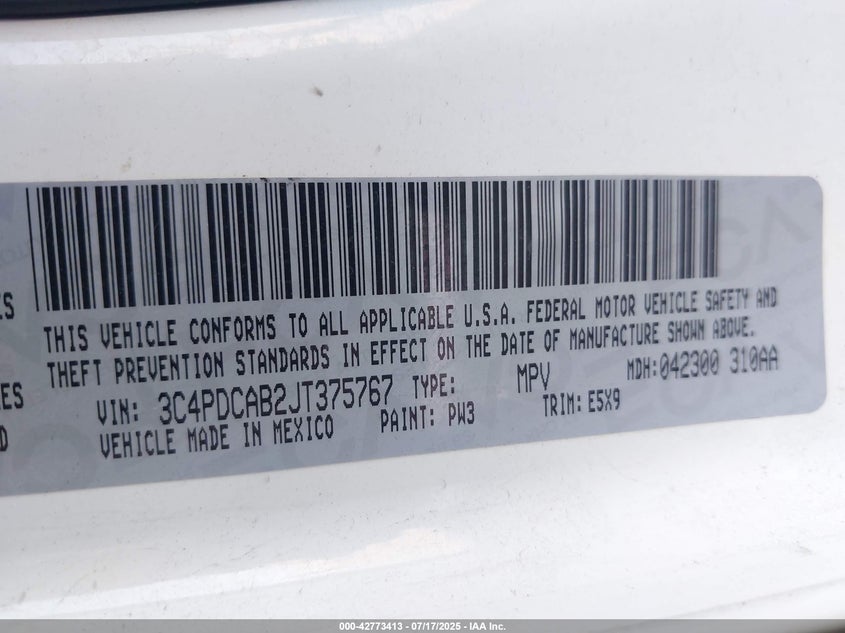 ES
THIS VEHICLE CONFORMS TO ALL APPLICABLE U.S.A. FEDERAL MOTOR VEHICLE SAFETY AND
THEFT PREVENTION STANDARDS IN EFFECT ON THE DATE OF MANUFACTURE SHOWN ABOVE.
ES
VIN: 3C4PDCAB2JT375767 TYPE: MPV MDH: 042300 310AA
D
VEHICLE MADE IN MEXICO PAINT: PW3 TRIM: E5X9
000-42773413 - 07/17/2025 - IAA Inc.